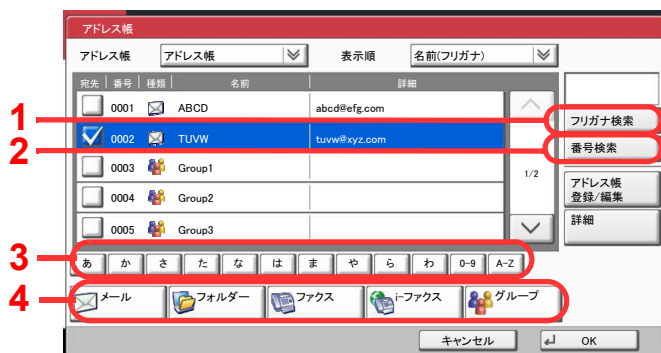 アドレス帳
アドレス帳 アドレス帳 表示順 名前(フリガナ)
宛先 番号 種類 名前 詳細
0001 ABCD abcd@efg.com
1 フリガナ検索
0002 TUVW tuvw@xyz.com
2 番号検索
0003 Group1 1/2
アドレス帳
登録/編集
0004 Group2
詳細
0005 Group3
3 あ か さ た な は ま や ら わ 0-9 A-Z
4 メール フォルダー ファクス i-ファクス グループ
キャンセル OK